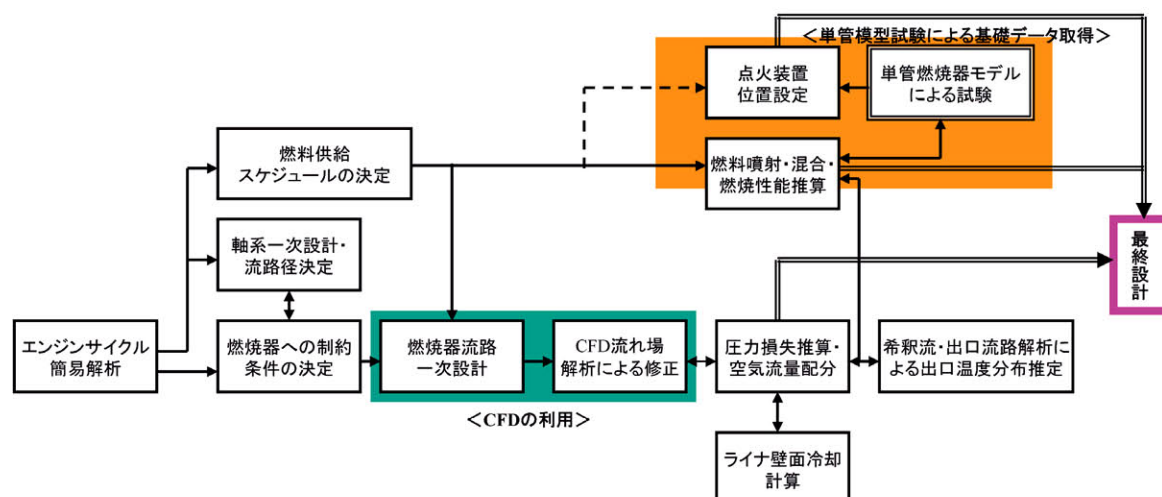 ＜単管模型試験による基礎データ取得＞
点火装置
位置設定
単管燃焼器モデル
による試験
燃料供給
スケジュールの決定
燃料噴射・混合・
燃焼性能推算
軸系一次設計・
流路径決定
最終設計
エンジンサイクル
簡易解析
燃焼器への制約
条件の決定
燃焼器流路
一次設計
CFD流れ場
解析による修正
圧力損失推算・
空気流量配分
希釈流・出口流路解析に
よる出口温度分布推定
＜CFDの利用＞
ライナ壁面冷却
計算